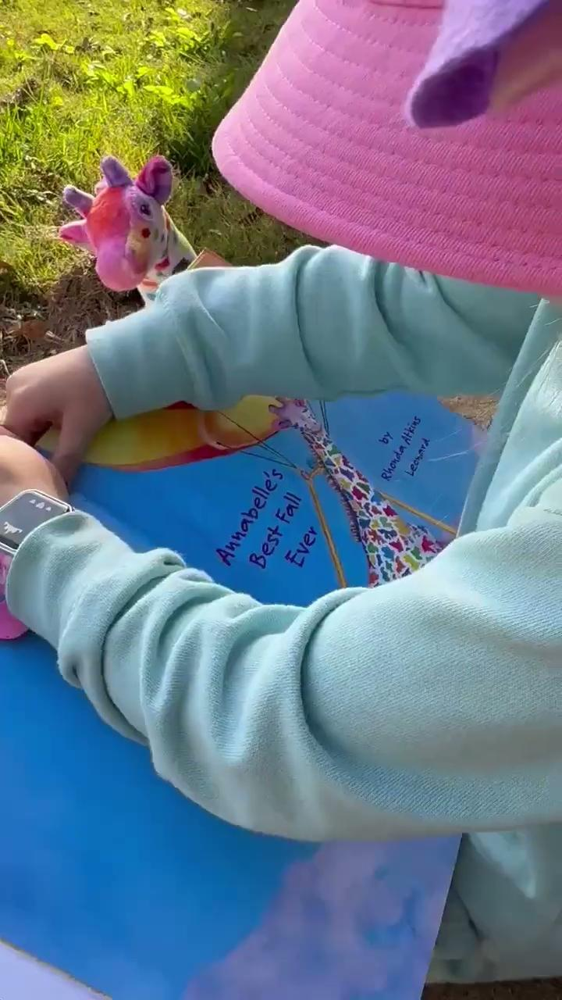 Annabelle's
Best Fall
Ever
by
Rhonda Atkins
Leonard